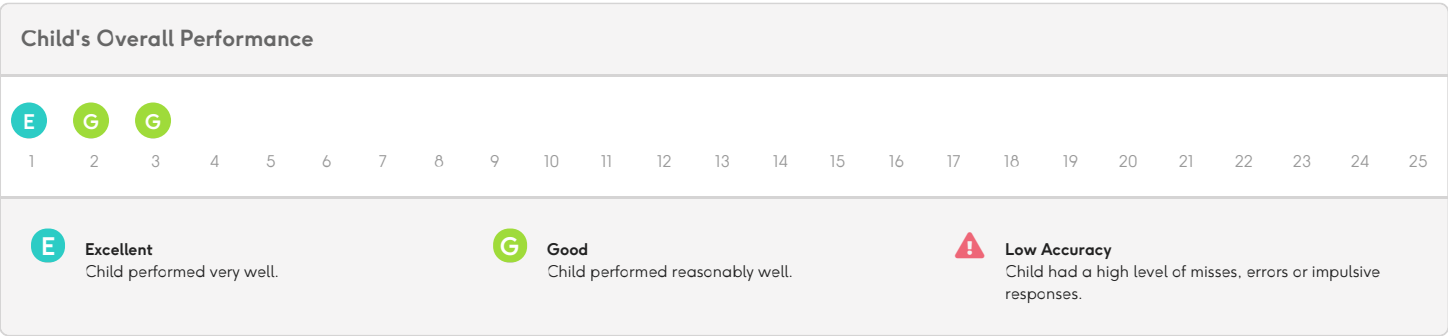 Child's Overall Performance
E G G
1 2 3 4 5 6 7 8 9 10 11 12 13 14 15 16 17 18 19 20 21 22 23 24 25
E Excellent
Child performed very well.
G Good
Child performed reasonably well.
! Low Accuracy
Child had a high level of misses, errors or impulsive
responses.